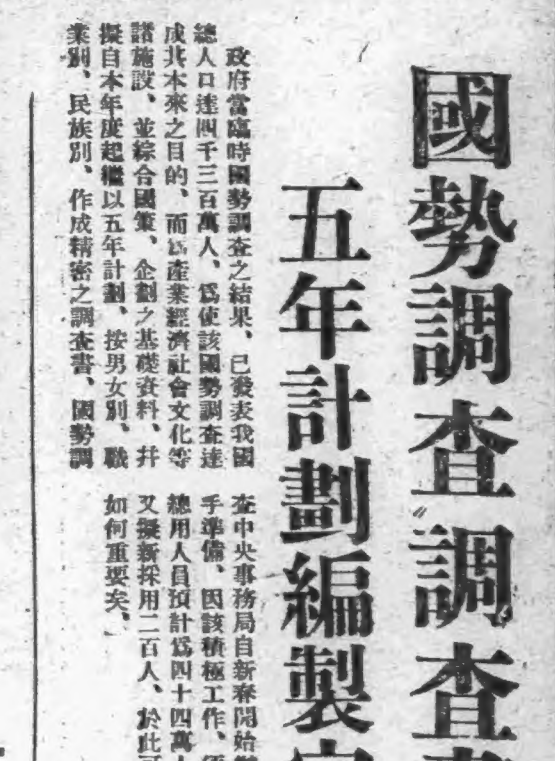 國勢調查調查
五年計劃編製
政府當臨時國勢調查之結果、已發表我國
總人口達四千三百萬人、爲使該國勢調查達
成其本來之目的、而爲產業經濟社會文化等
諸施設、並綜合國策、企劃之基礎資料、幷
擬自本年度起繼以五年計劃、按男女別、職
業別、民族別、作成精密之調查書、國勢調
查中央事務局自新春開始
手準備、因該積極工作、
總用人員預計爲四十四萬
又擬新採用二百人、於此
如何重要矣、